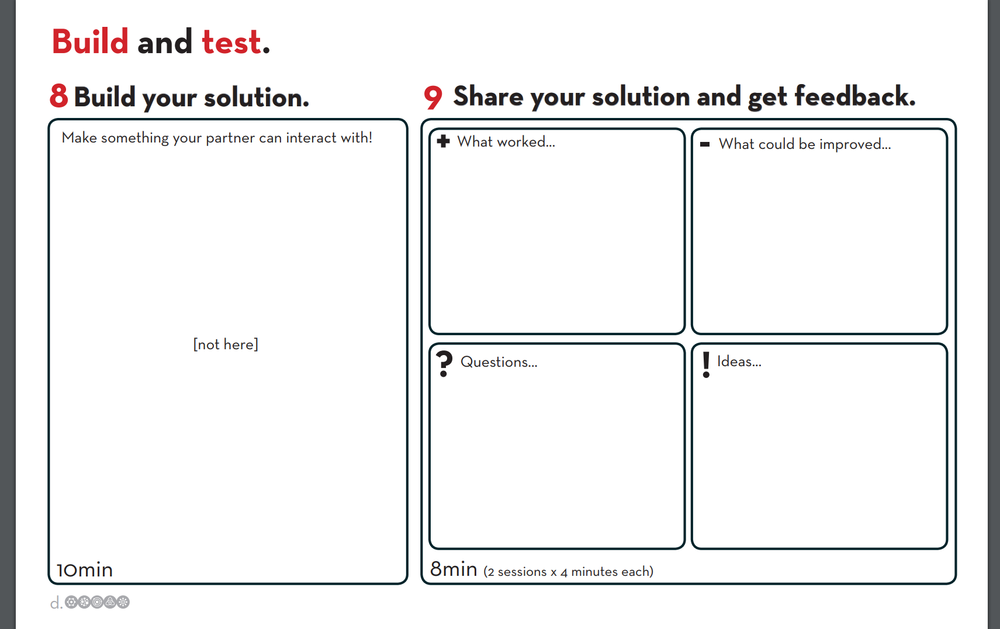 Build and test.
8 Build your solution.
Make something your partner can interact with!
[not here]
10min
9 Share your solution and get feedback.
+ What worked...
- What could be improved...
? Questions...
! Ideas...
8min (2 sessions x 4 minutes each)
d.